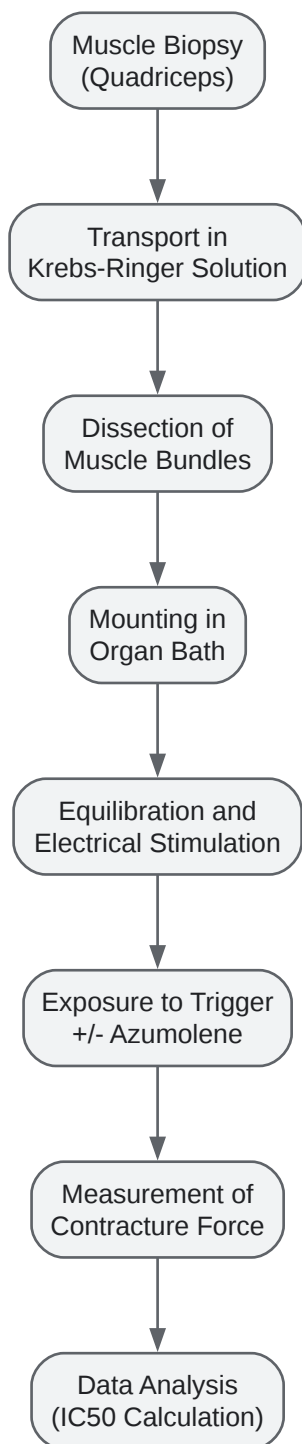 Muscle Biopsy
(Quadriceps)
Transport in
Krebs-Ringer Solution
Dissection of
Muscle Bundles
Mounting in
Organ Bath
Equilibration and
Electrical Stimulation
Exposure to Trigger
+/- Azumolene
Measurement of
Contracture Force
Data Analysis
(IC50 Calculation)